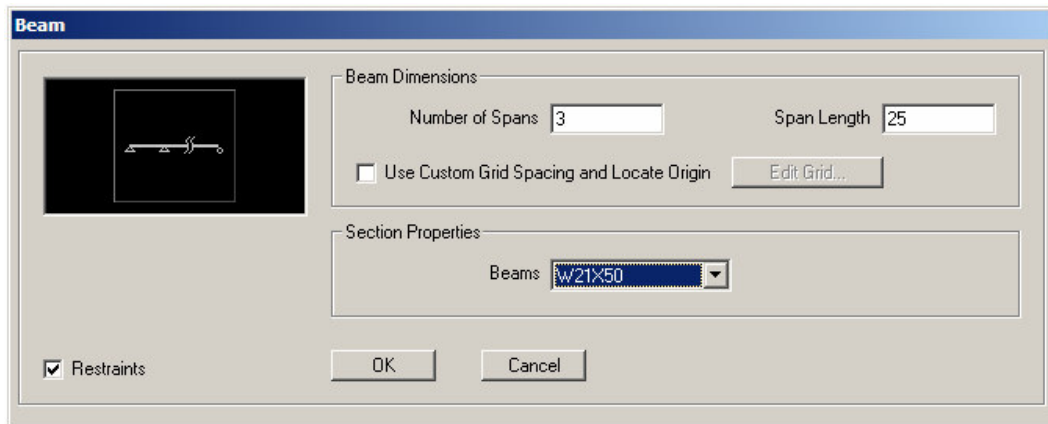 Beam
Beam Dimensions
Number of Spans 3 Span Length 25
Use Custom Grid Spacing and Locate Origin Edit Grid...
Section Properties
Beams W21X50
Restraints OK Cancel